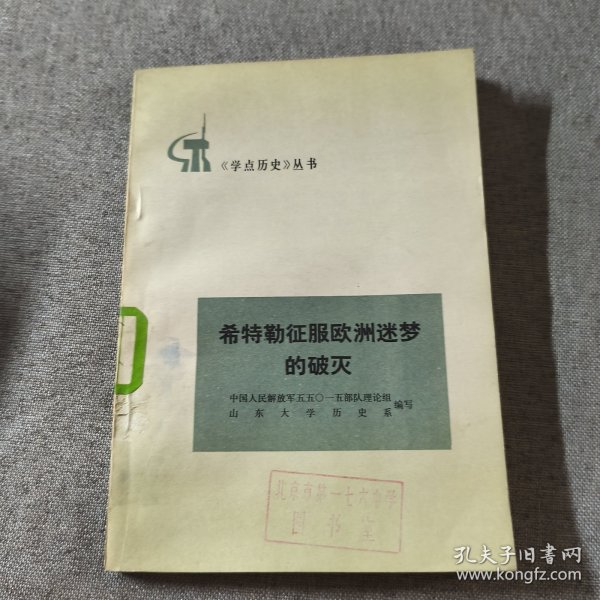 《学点历史》丛书
希特勒征服欧洲迷梦
的破灭
中国人民解放军五五〇一五部队理论组
山东大学历史系
编写
北京市第一七六中学
图书室
孔夫子旧书网
www.kongfz.com